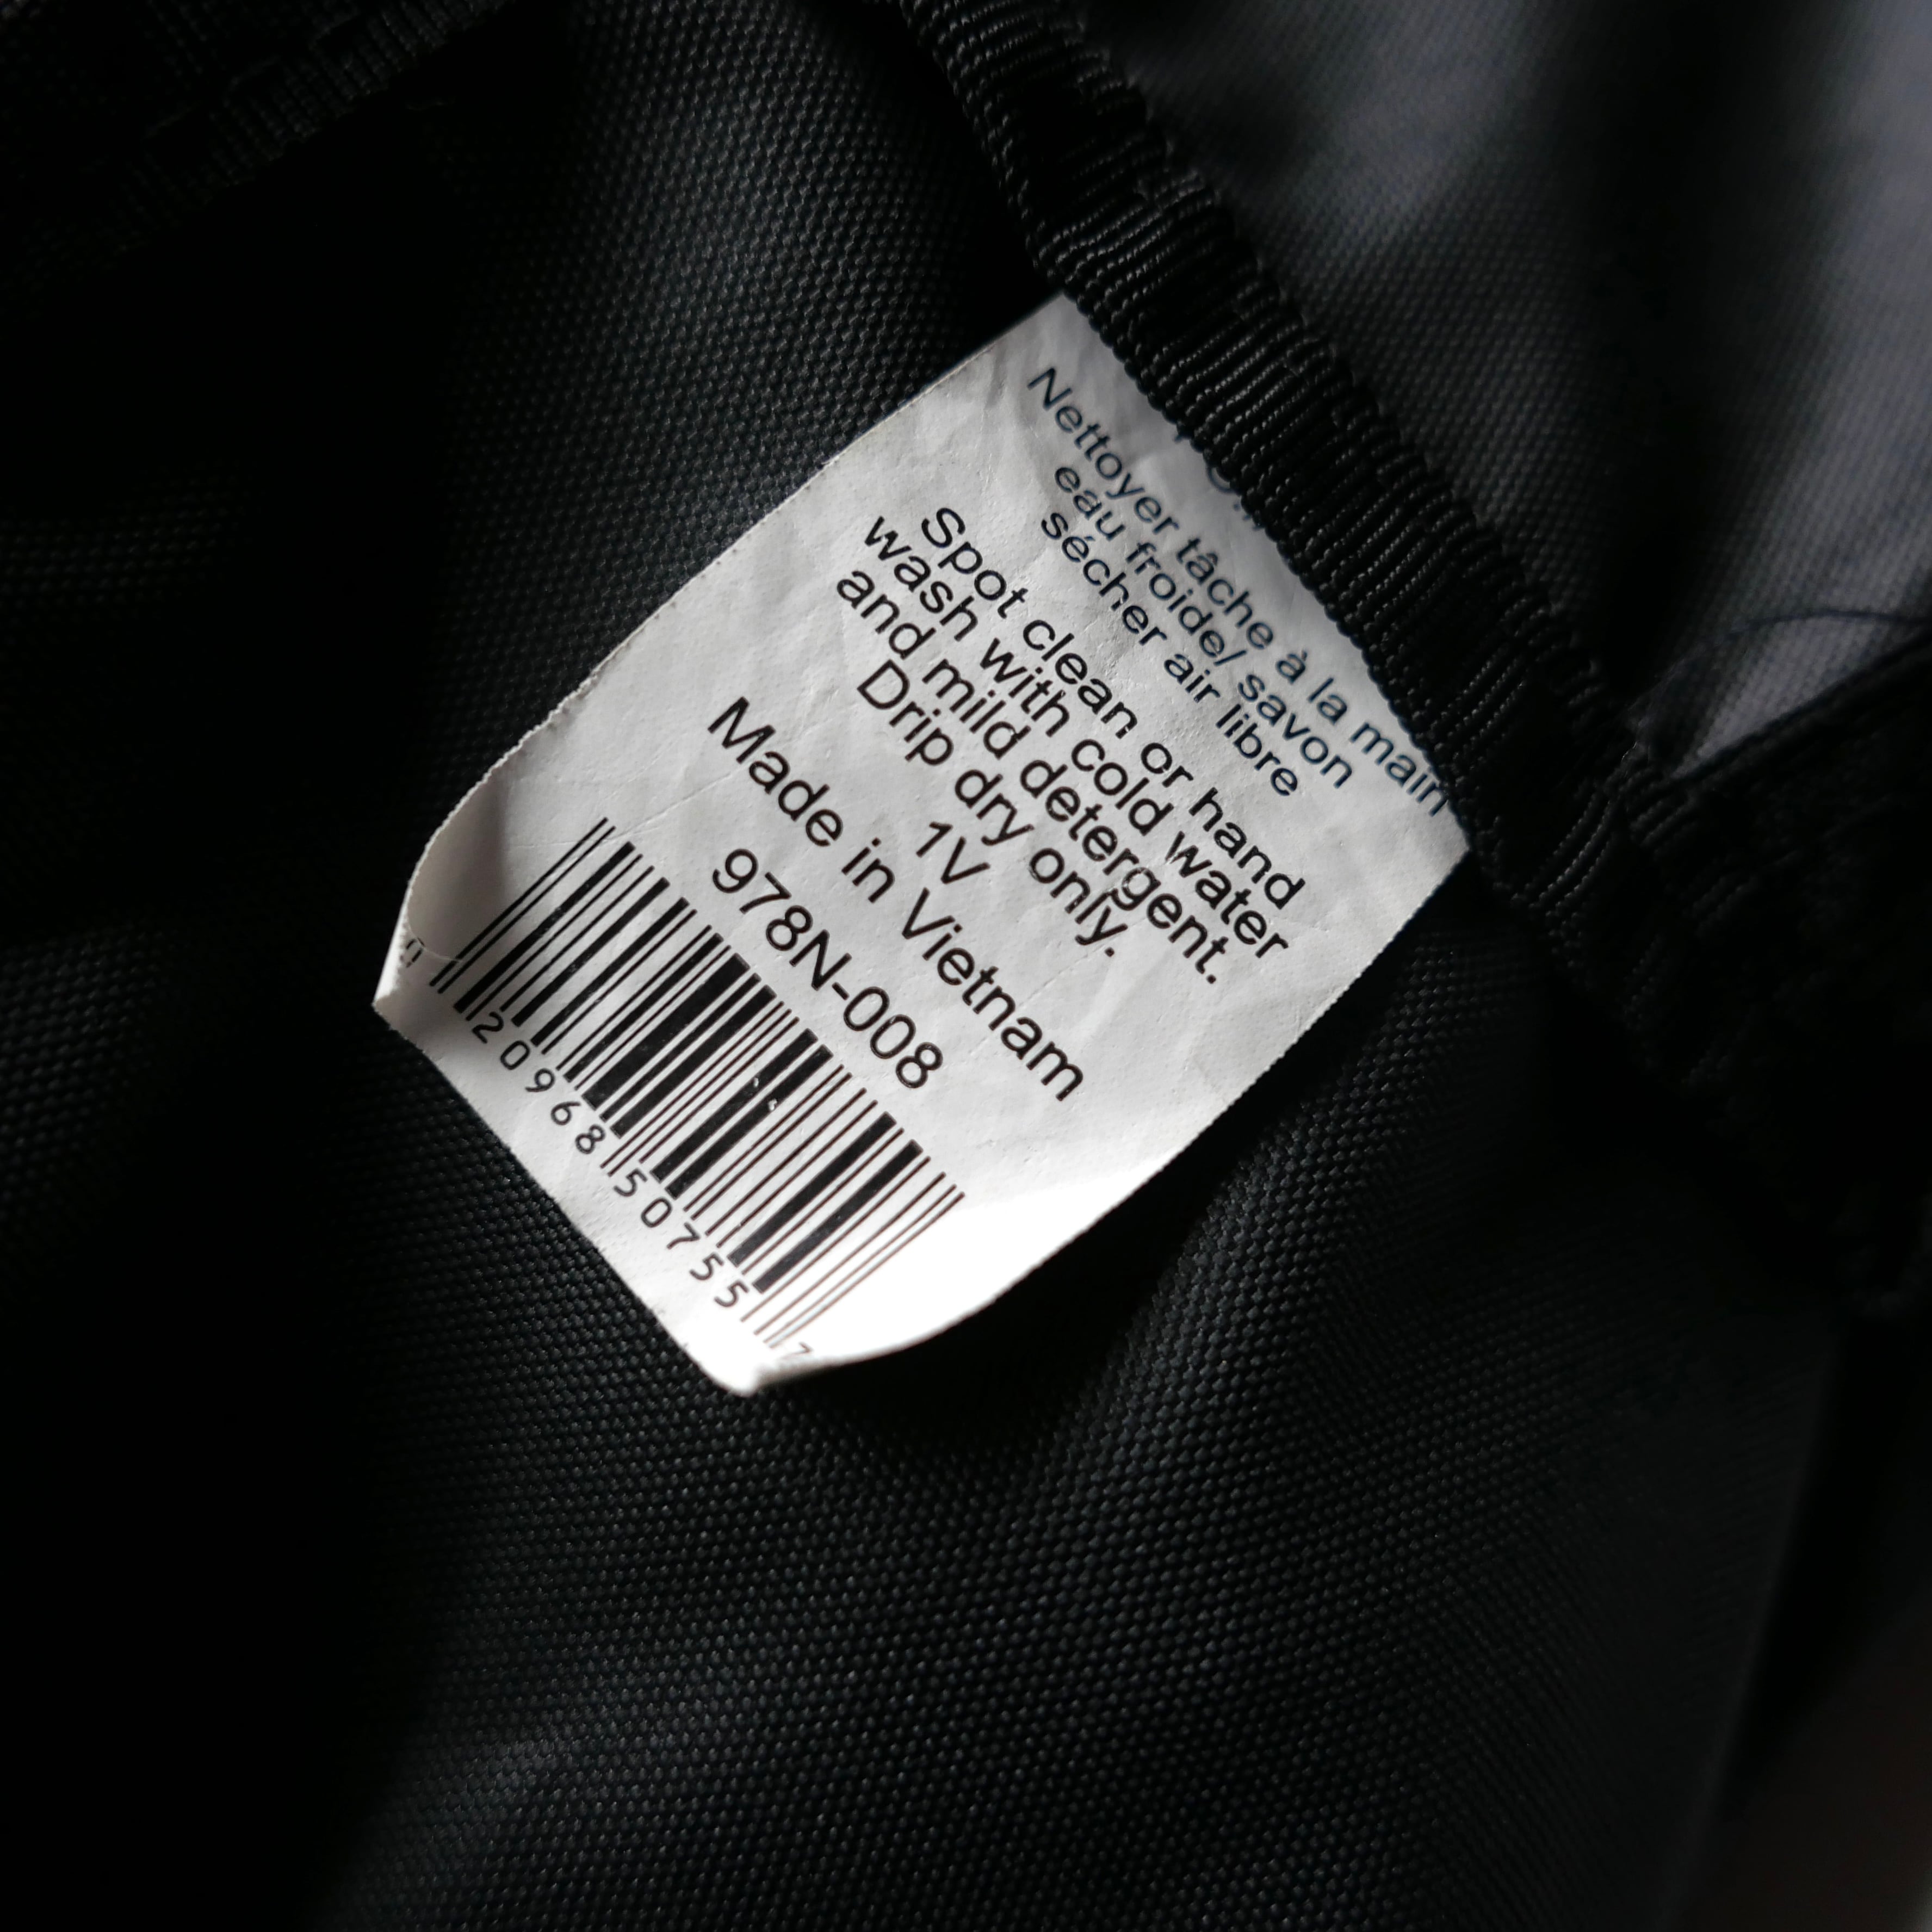 Nettoyer tâche à la main
eau froide/ savon
sécher air libre
Spot clean or hand
wash with cold water
and mild detergent.
Drip dry only.
1V
Made in Vietnam
978N-008
20968 50755 7